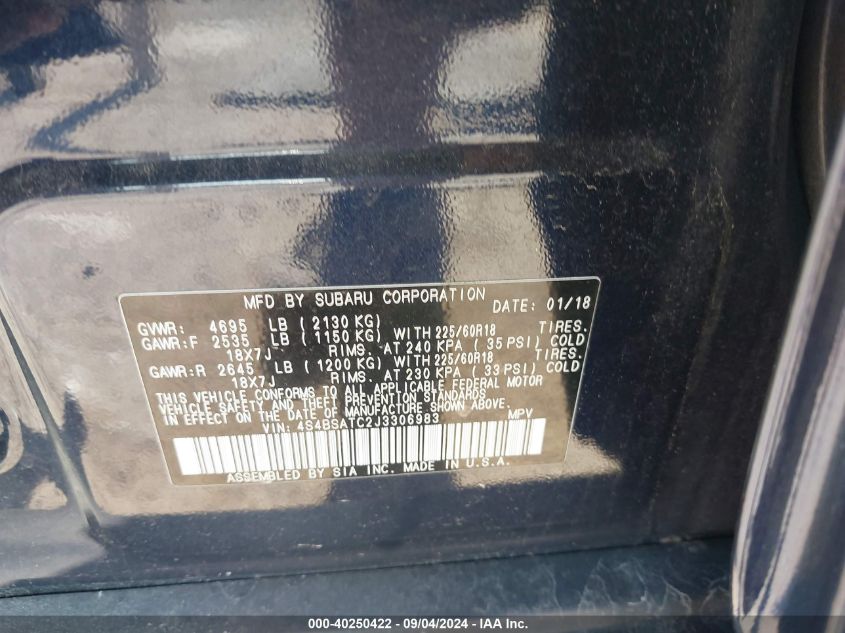 MFD BY SUBARU CORPORATION DATE: 01/18
GVWR: 4695 LB ( 2130 KG)
GAWR:F 2535 LB ( 1150 KG) WITH 225/60R18 TIRES.
18X7J RIMS. AT 240 KPA ( 35 PSI) COLD
GAWR:R 2645 LB ( 1200 KG) WITH 225/60R18 TIRES.
18X7J RIMS. AT 230 KPA ( 33 PSI) COLD
THIS VEHICLE CONFORMS TO ALL APPLICABLE FEDERAL MOTOR
VEHICLE SAFETY AND THEFT PREVENTION STANDARDS
IN EFFECT ON THE DATE OF MANUFACTURE SHOWN ABOVE.
VIN: 4S4BSATC2J3306983 MPV
ASSEMBLED BY SIA INC. MADE IN U.S.A.
000-40250422 - 09/04/2024 - IAA Inc.